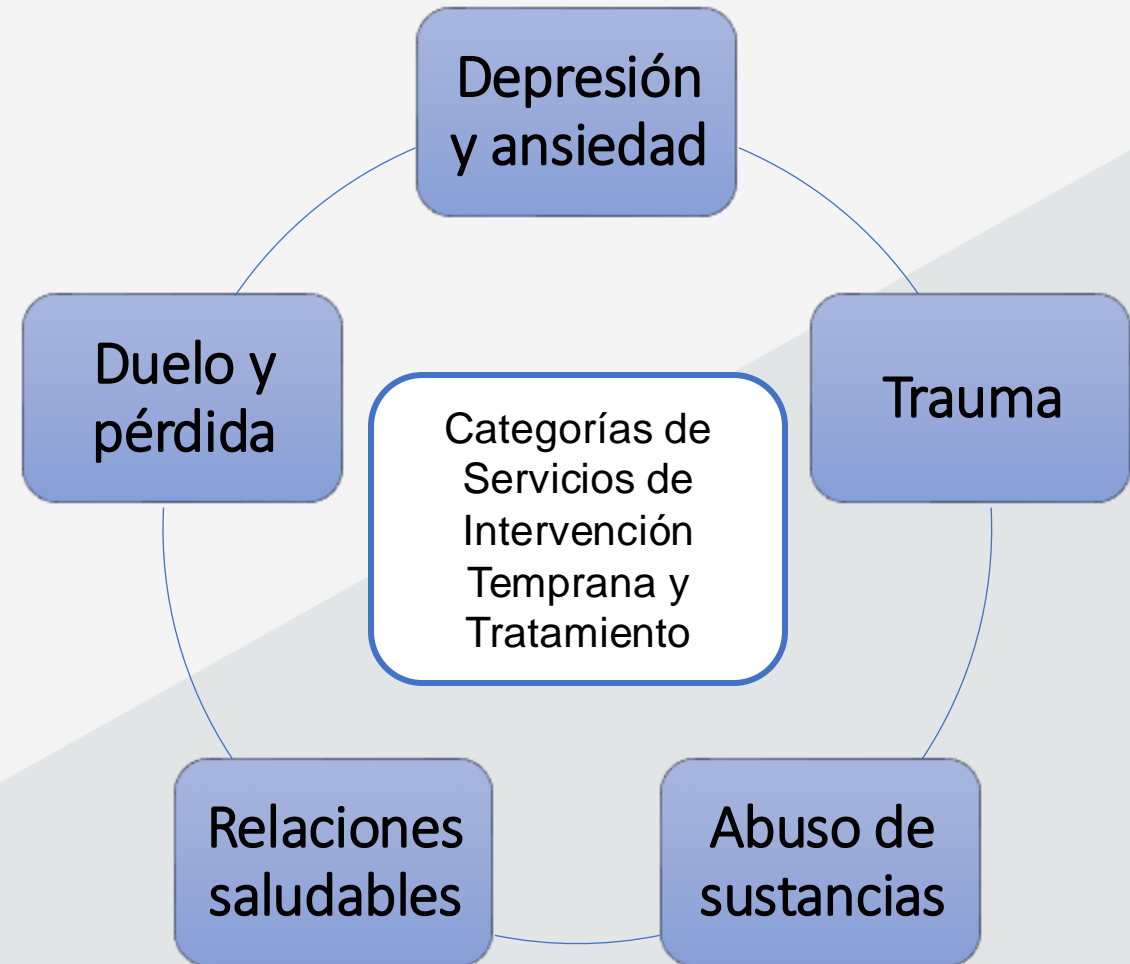 Depresión
y ansiedad
Duelo y
pérdida
Trauma
Categorías de
Servicios de
Intervención
Temprana y
Tratamiento
Relaciones
saludables
Abuso de
sustancias